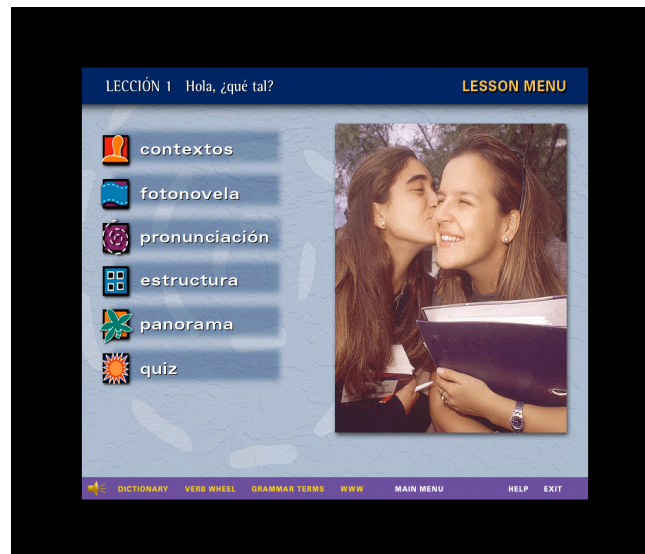 LECCIÓN 1 Hola, ¿qué tal? LESSON MENU
contextos
fotonovela
pronunciación
estructura
panorama
quiz
DICTIONARY VERB WHEEL GRAMMAR TERMS WWW MAIN MENU HELP EXIT